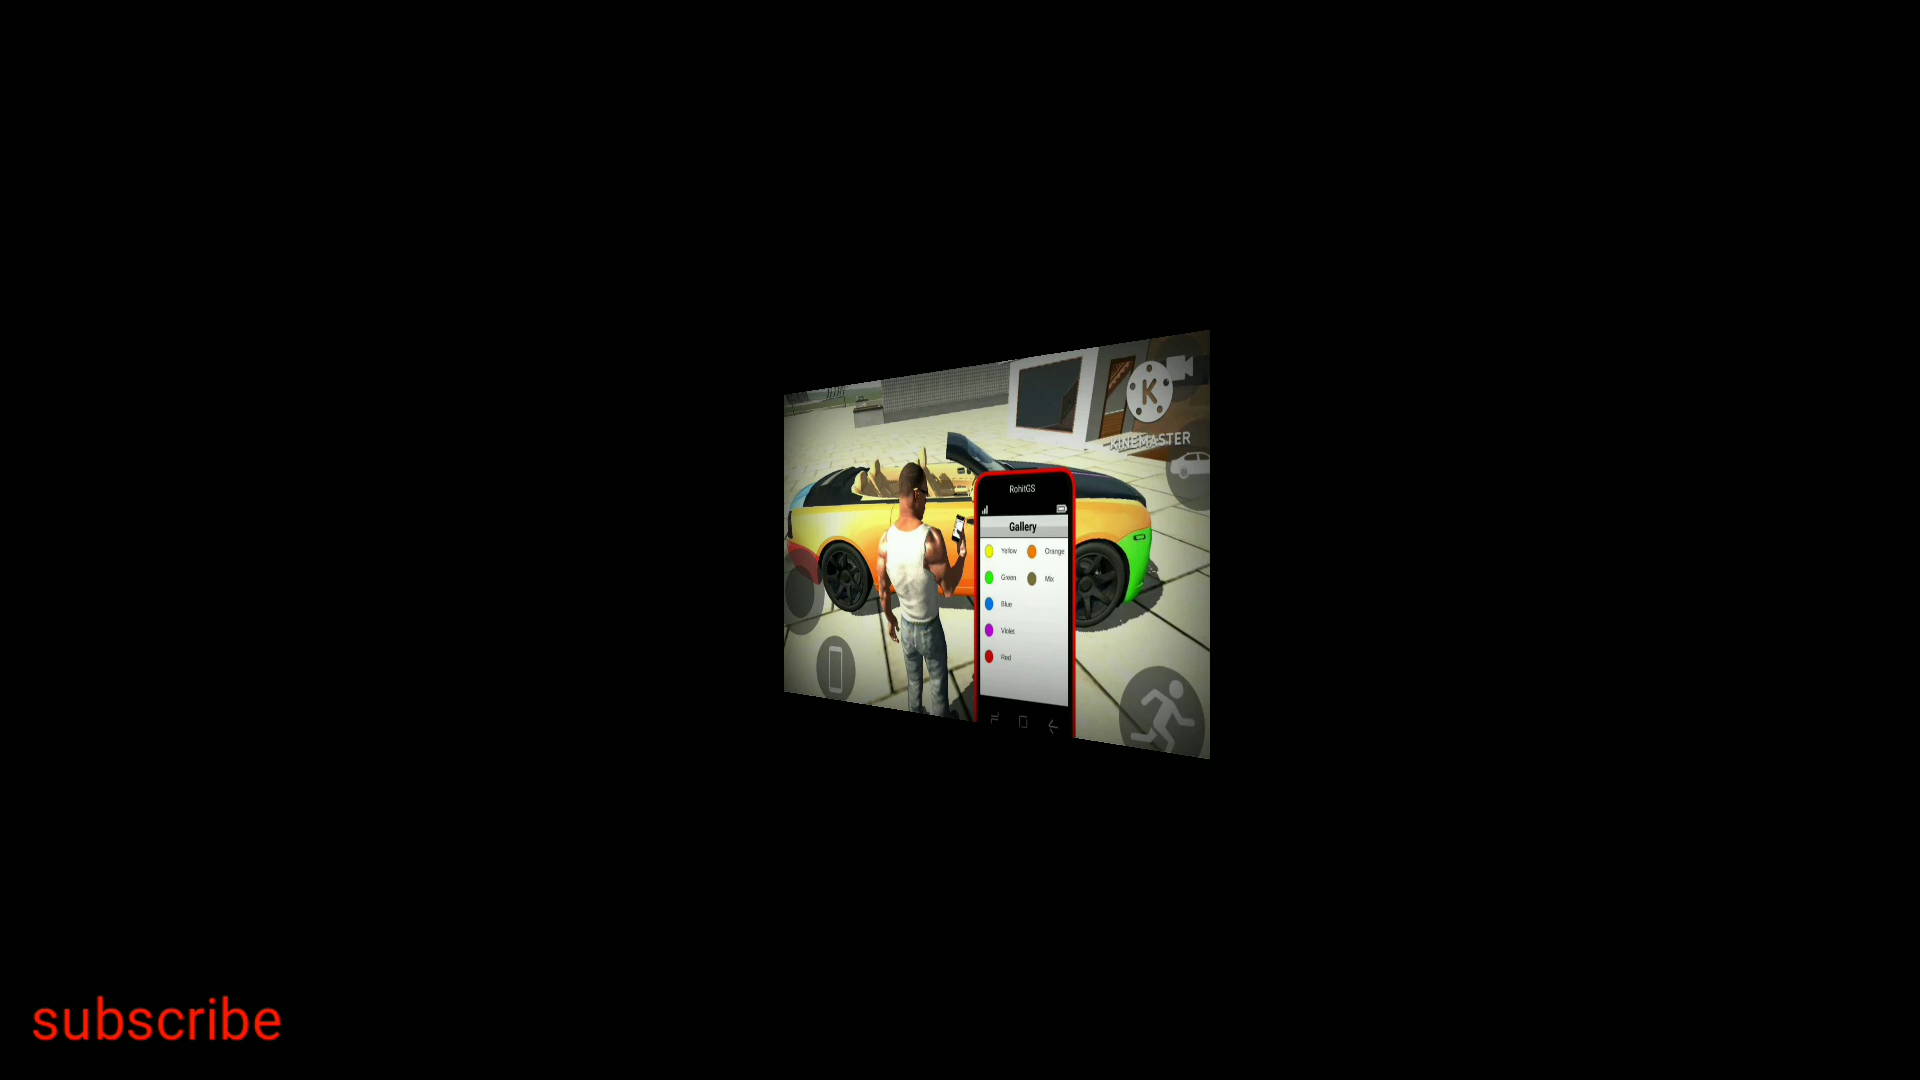 K
KINEMASTER
RohitGS
Gallery
Yellow
Orange
Green
Mix
Blue
Violet
Red
subscribe